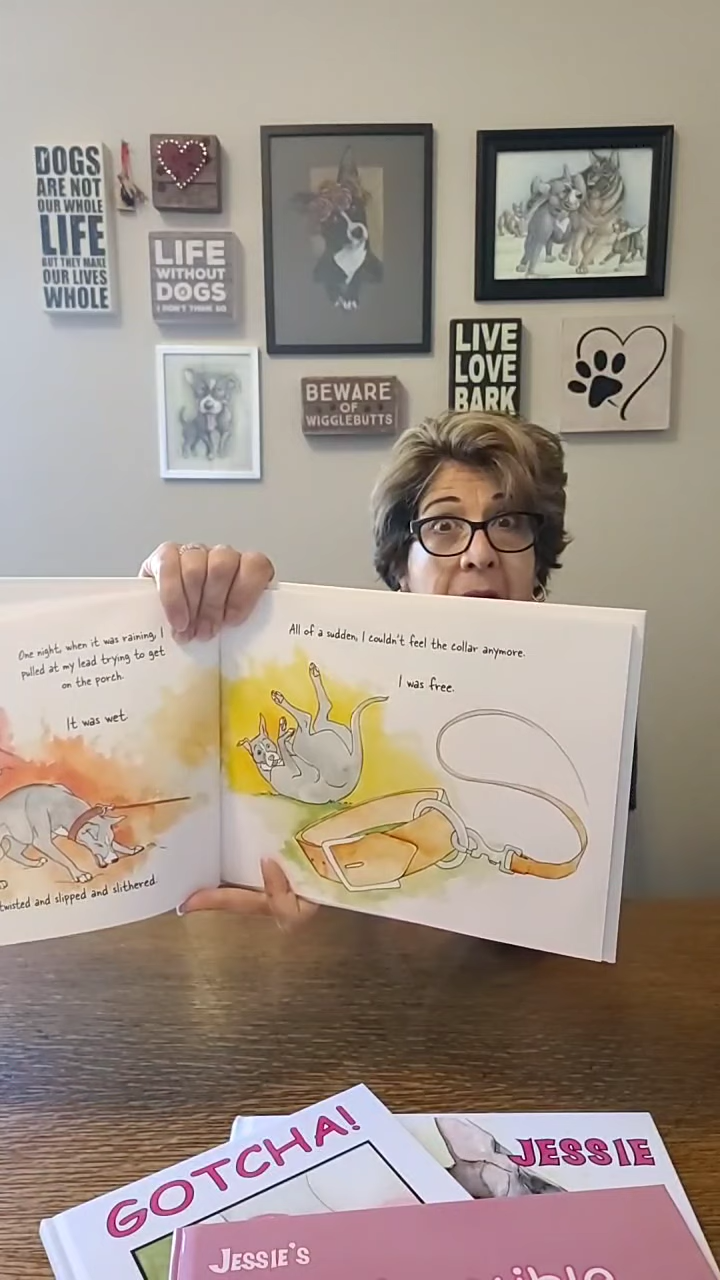 DOGS
ARE NOT
OUR WHOLE
LIFE
BUT THEY MAKE
OUR LIVES
WHOLE
LIFE
WITHOUT
DOGS
I DON'T THINK SO
BEWARE
OF
WIGGLEBUTTS
LIVE
LOVE
BARK
One night, when it was raining, I
pulled at my lead trying to get
on the porch.
It was wet
twisted and slipped and slithered.
All of a sudden, I couldn't feel the collar anymore.
I was free.
GOTCHA!
JESSIE
JESSIE'S